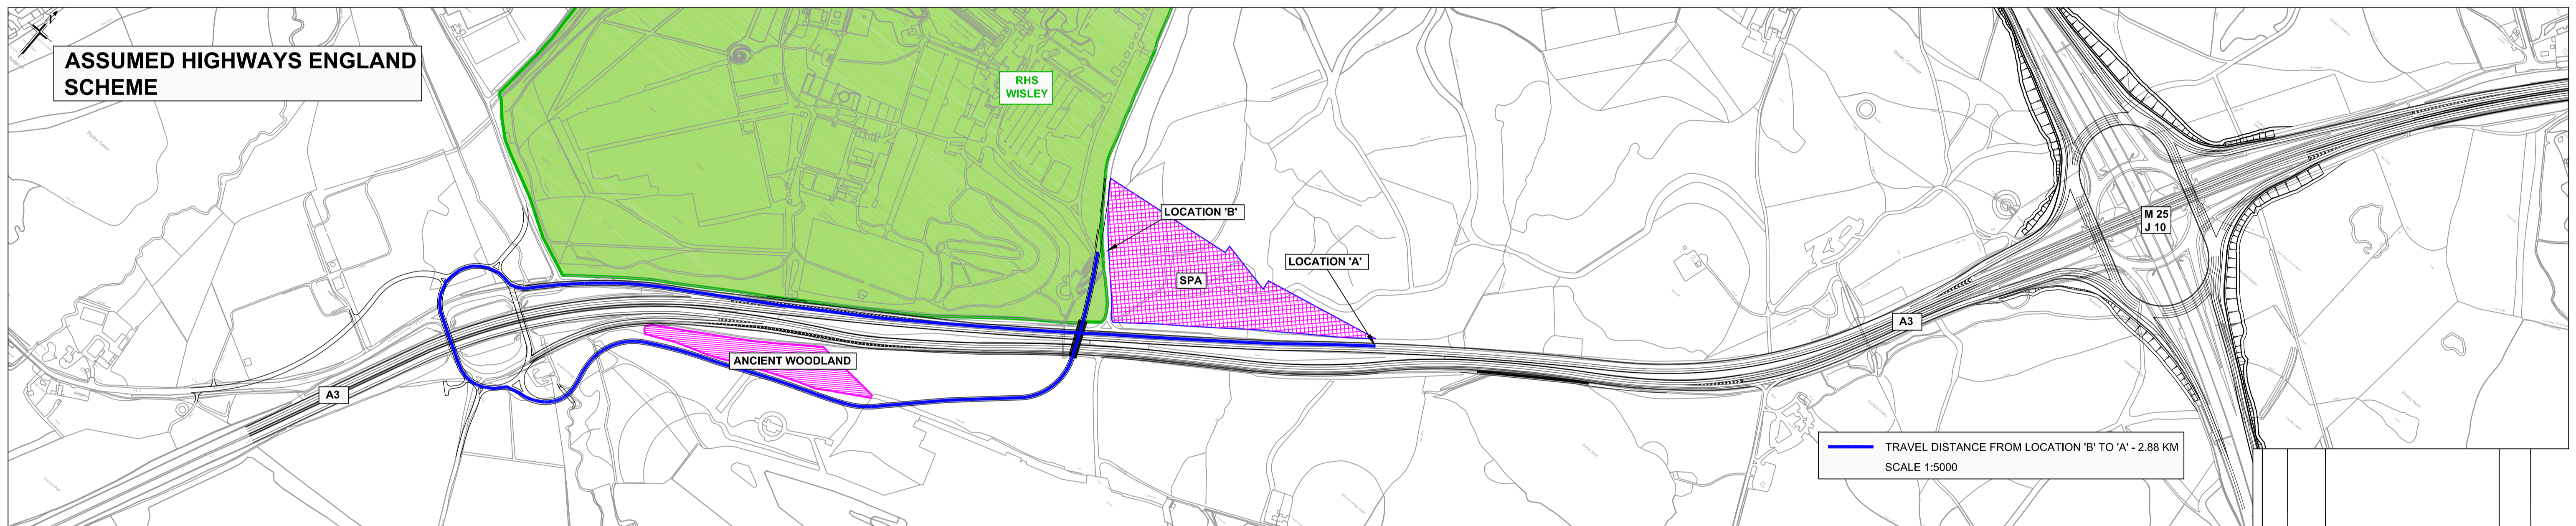 ASSUMED HIGHWAYS ENGLAND
SCHEME
RHS
WISLEY
LOCATION 'B'
LOCATION 'A'
SPA
M 25
J 10
ANCIENT WOODLAND
A3
A3
TRAVEL DISTANCE FROM LOCATION 'B' TO 'A' - 2.88 KM
SCALE 1:5000